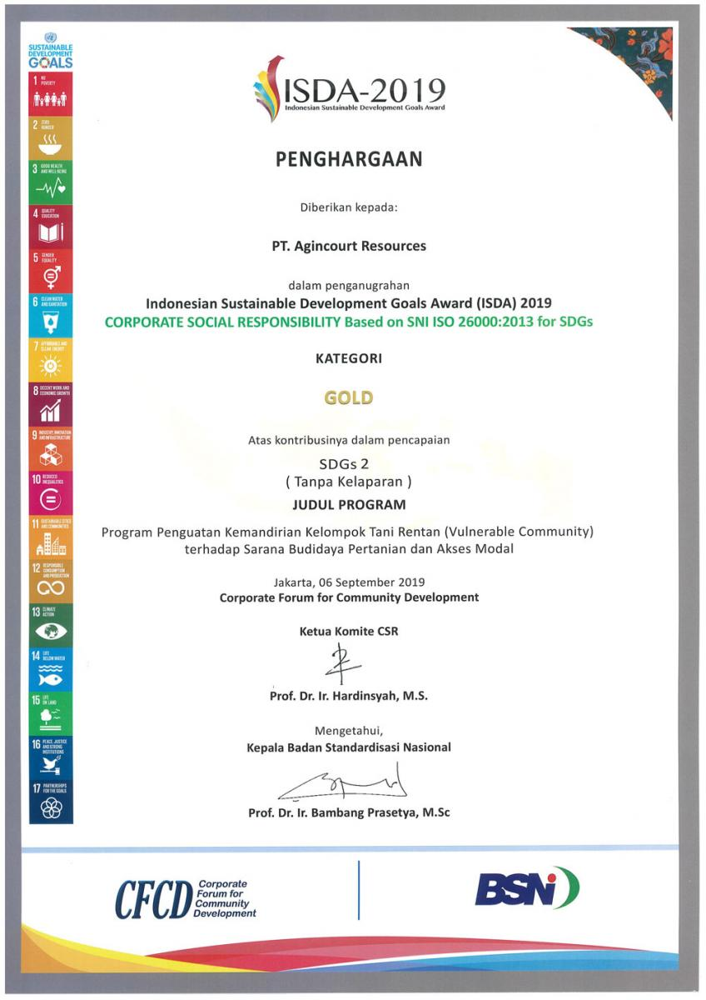 SUSTAINABLE
DEVELOPMENT
GOALS
1 NO
POVERTY
2 ZERO
HUNGER
3 GOOD HEALTH
AND WELL-BEING
4 QUALITY
EDUCATION
5 GENDER
EQUALITY
6 CLEAN WATER
AND SANITATION
7 AFFORDABLE AND
CLEAN ENERGY
8 DECENT WORK AND
ECONOMIC GROWTH
9 INDUSTRY, INNOVATION
AND INFRASTRUCTURE
10 REDUCED
INEQUALITIES
11 SUSTAINABLE CITIES
AND COMMUNITIES
12 RESPONSIBLE
CONSUMPTION
AND PRODUCTION
13 CLIMATE
ACTION
14 LIFE
BELOW WATER
15 LIFE
ON LAND
16 PEACE, JUSTICE
AND STRONG
INSTITUTIONS
17 PARTNERSHIPS
FOR THE GOALS
ISDA-2019
Indonesian Sustainable Development Goals Award
PENGHARGAAN
Diberikan kepada:
PT. Agincourt Resources
dalam penganugrahan
Indonesian Sustainable Development Goals Award (ISDA) 2019
CORPORATE SOCIAL RESPONSIBILITY Based on SNI ISO 26000:2013 for SDGs
KATEGORI
GOLD
Atas kontribusinya dalam pencapaian
SDGs 2
( Tanpa Kelaparan )
JUDUL PROGRAM
Program Penguatan Kemandirian Kelompok Tani Rentan (Vulnerable Community)
terhadap Sarana Budidaya Pertanian dan Akses Modal
Jakarta, 06 September 2019
Corporate Forum for Community Development
Ketua Komite CSR
Prof. Dr. Ir. Hardinsyah, M.S.
Mengetahui,
Kepala Badan Standardisasi Nasional
Prof. Dr. Ir. Bambang Prasetya, M.Sc
CFCD Corporate
Forum for
Community
Development
BSN